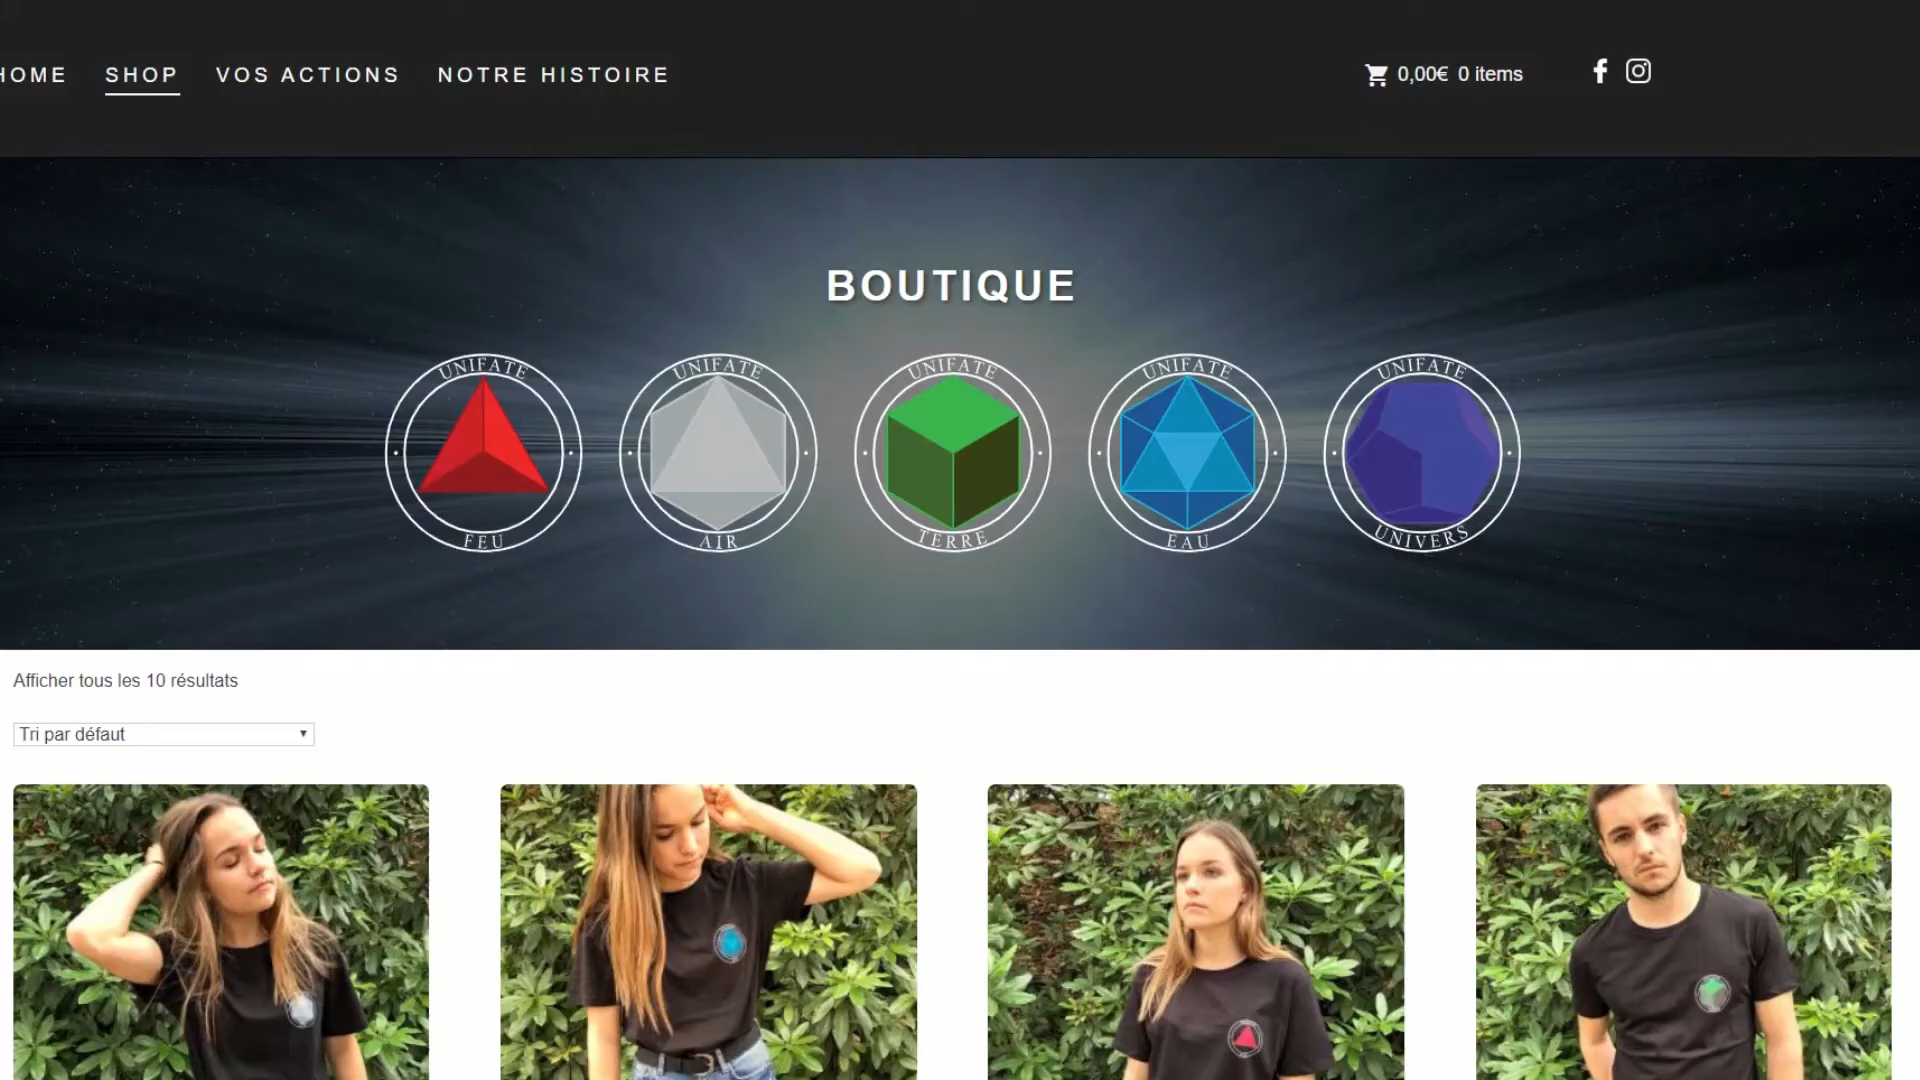 HOME SHOP VOS ACTIONS NOTRE HISTOIRE 0,00€ 0 items
BOUTIQUE
UNIFATE UNIFATE UNIFATE UNIFATE UNIFATE
FEU AIR TERRE EAU UNIVERS
Afficher tous les 10 résultats
Tri par défaut